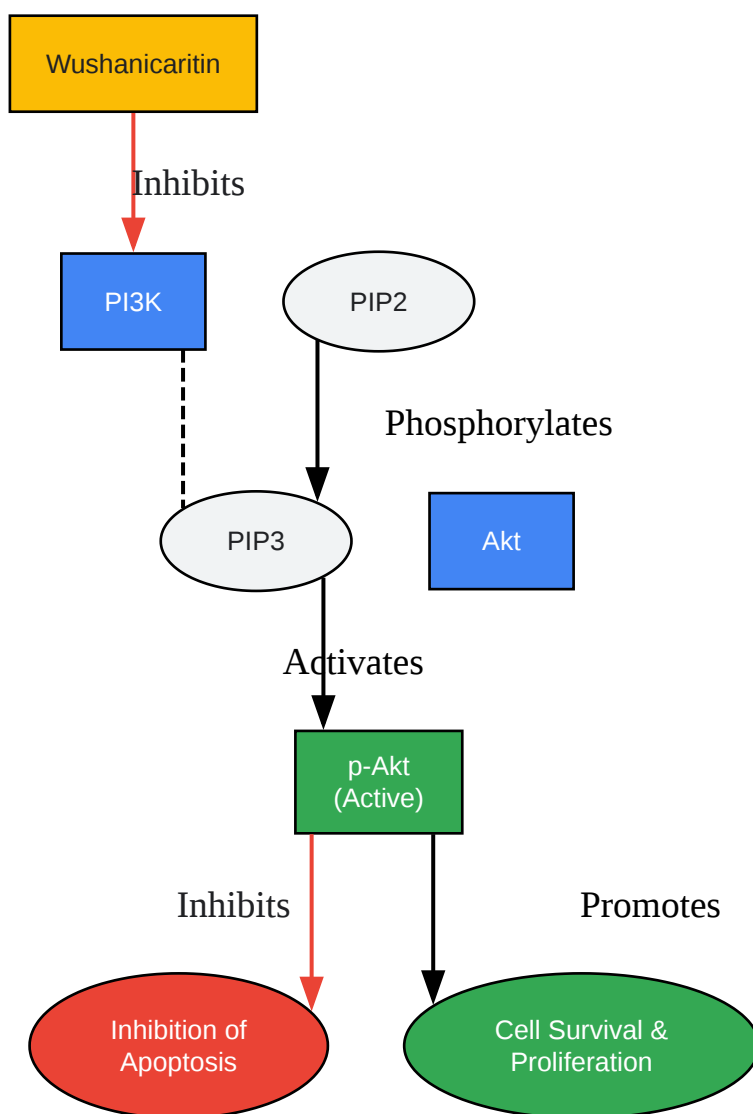 Wushanicaritin
Inhibits
PI3K
PIP2
Phosphorylates
PIP3
Akt
Activates
p-Akt
(Active)
Inhibits
Promotes
Inhibition of
Apoptosis
Cell Survival &
Proliferation